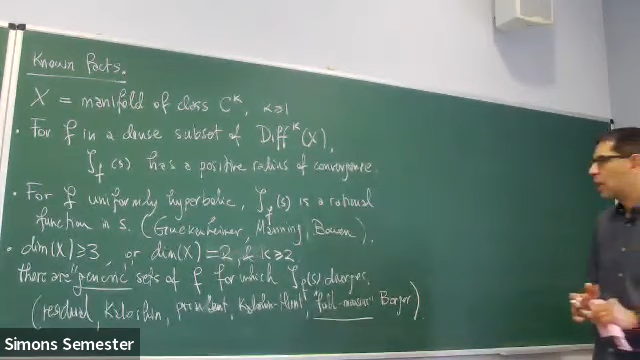 Known Facts.
X = manifold of class C^k, k ≥ 1
• For f in a dense subset of Diff^k(X),
ζ_f(s) has a positive radius of convergence.
• For f uniformly hyperbolic, ζ_f(s) is a rational
function in s. (Guckenheimer, Manning, Bowen).
• dim(X) ≥ 3, or dim(X) = 2, & k ≥ 2
there are "generic" sets of f for which ζ_f(s) diverges.
(residual, Kaloshin, prevalent, Kaloshin-Hunt, "full-measure" Berger).
Simons Semester